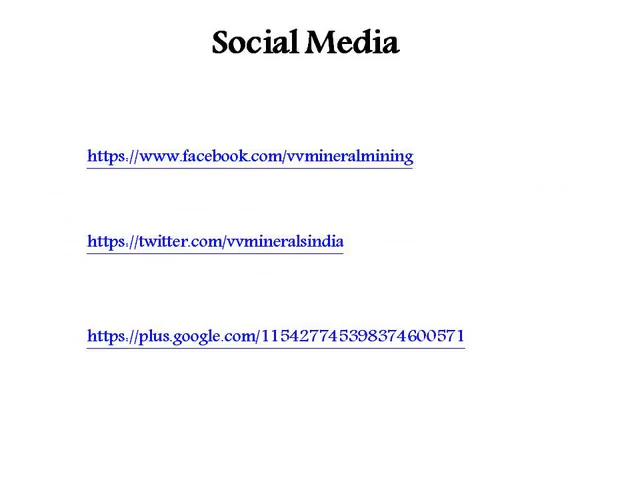 Social Media
https://www.facebook.com/vvmineralmining
https://twitter.com/vvmineralsindia
https://plus.google.com/115427745398374600571